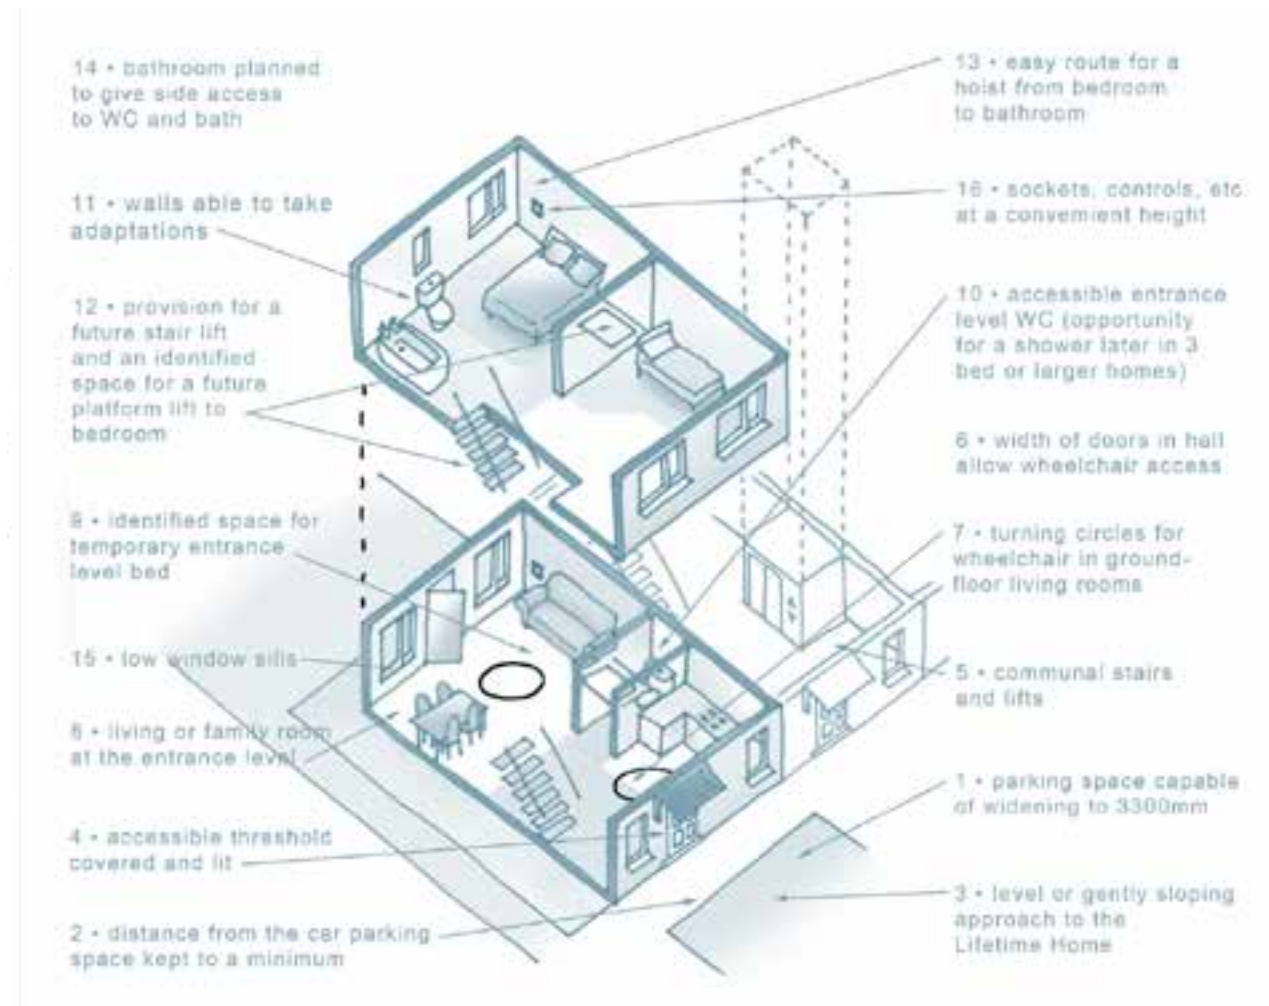 14 • bathroom planned
to give side access
to WC and bath
11 • walls able to take
adaptations
12 • provision for a
future stair lift
and an identified
space for a future
platform lift to
bedroom
9 • identified space for
temporary entrance
level bed
15 • low window sills
8 • living or family room
at the entrance level
4 • accessible threshold
covered and lit
2 • distance from the car parking
space kept to a minimum
13 • easy route for a
hoist from bedroom
to bathroom
16 • sockets, controls, etc
at a convenient height
10 • accessible entrance
level WC (opportunity
for a shower later in 3
bed or larger homes)
6 • width of doors in hall
allow wheelchair access
7 • turning circles for
wheelchair in ground-
floor living rooms
5 • communal stairs
and lifts
1 • parking space capable
of widening to 3300mm
3 • level or gently sloping
approach to the
Lifetime Home